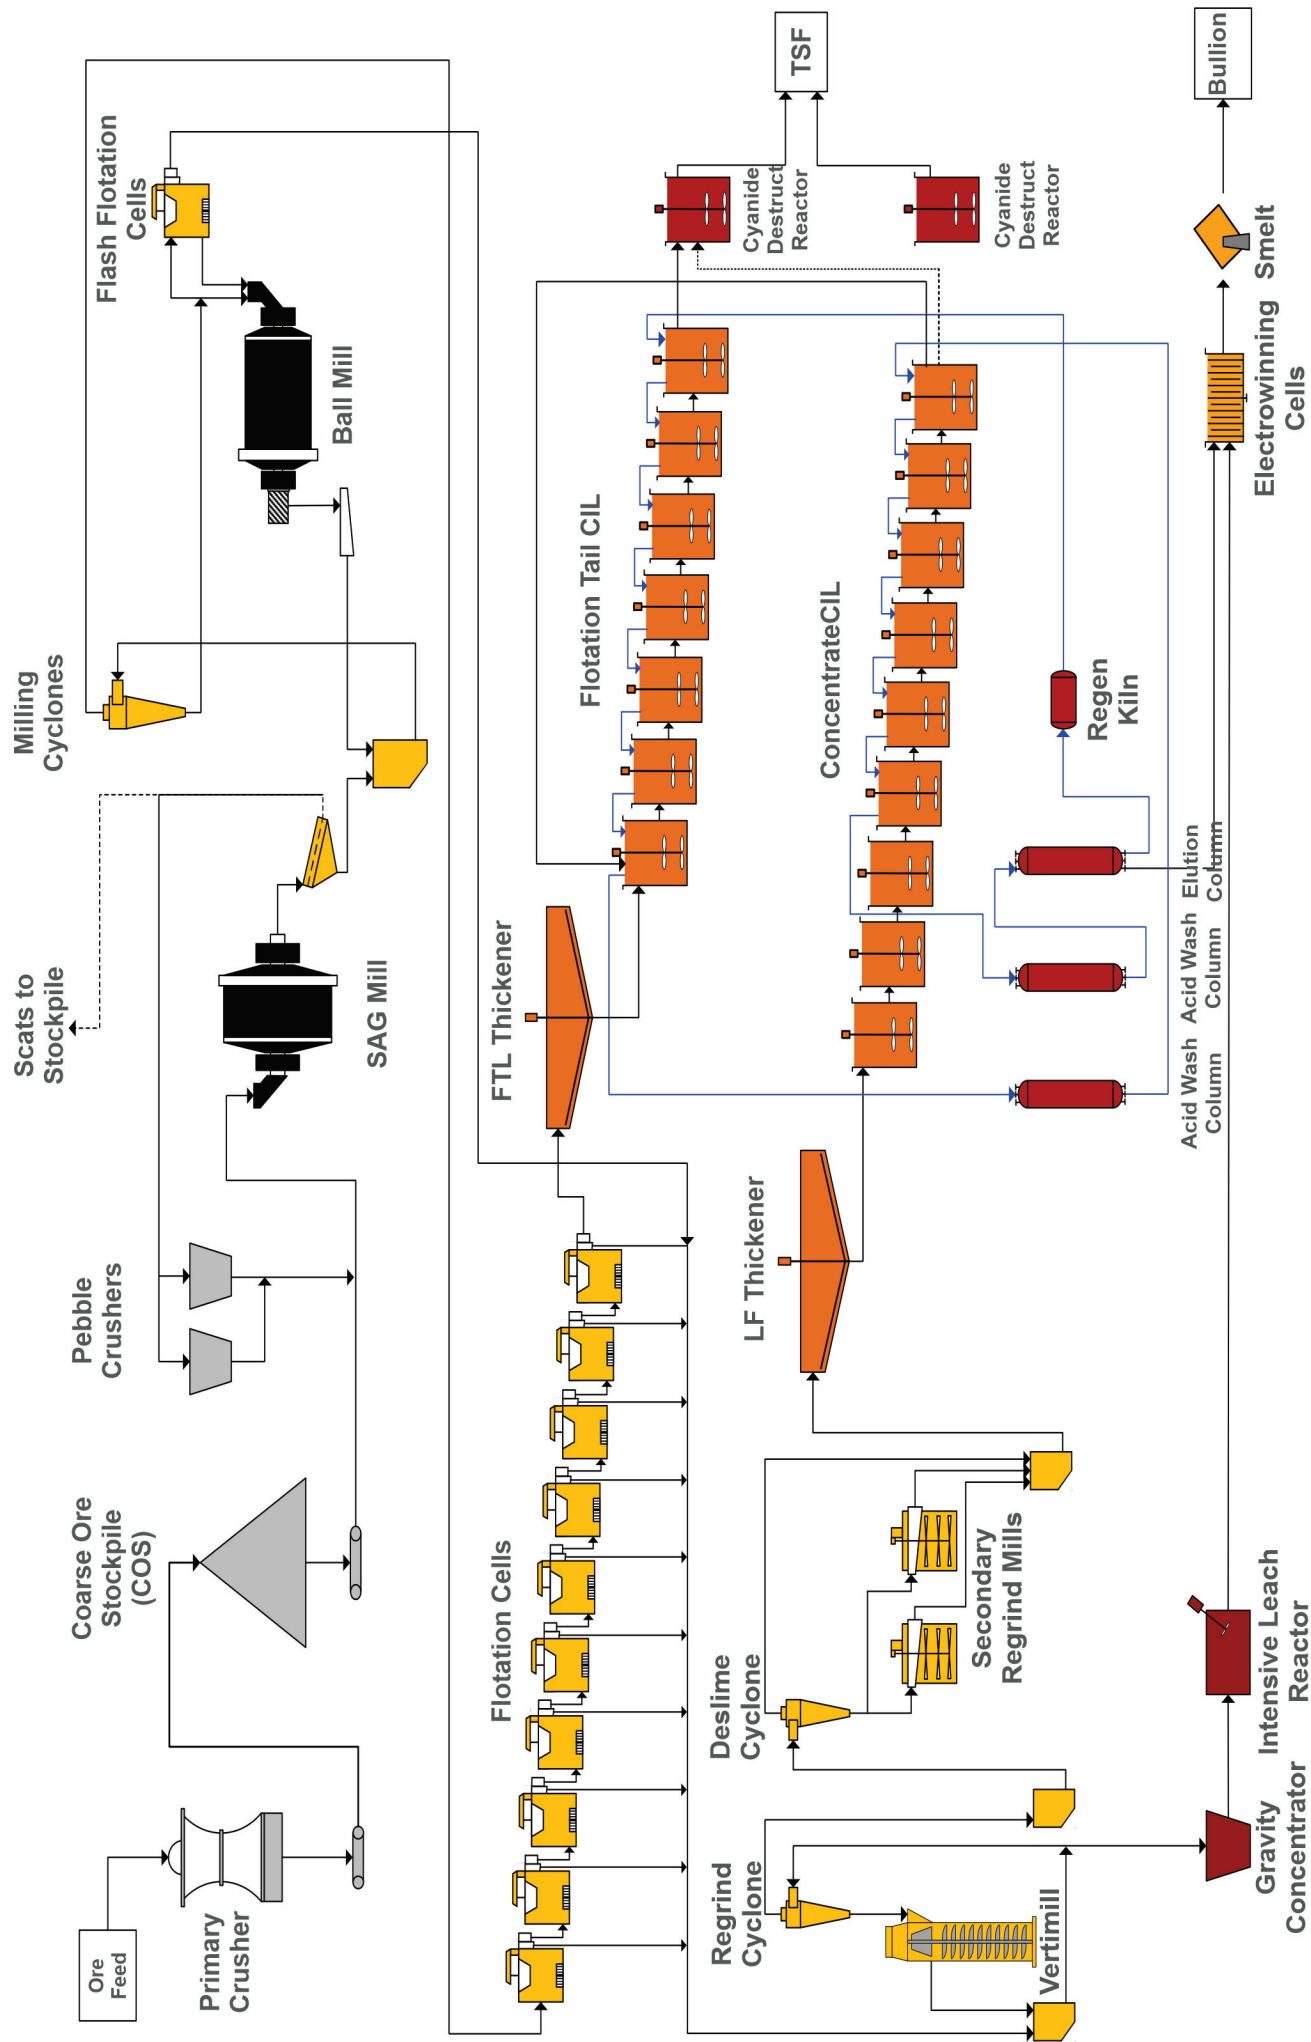 Ore
Feed
Primary
Crusher
Coarse Ore
Stockpile
(COS)
Pebble
Crushers
Scats to
Stockpile
SAG Mill
Milling
Cyclones
Ball Mill
Flash Flotation
Cells
Flotation Cells
FTL Thickener
Flotation Tail CIL
Cyanide
Destruct
Reactor
TSF
Regrind
Cyclone
Vertimill
Deslime
Cyclone
Secondary
Regrind Mills
LF Thickener
ConcentrateCIL
Cyanide
Destruct
Reactor
Acid Wash
Column
Acid Wash
Column
Elution
Column
Regen
Kiln
Gravity
Concentrator
Intensive Leach
Reactor
Electrowinning
Cells
Smelt
Bullion